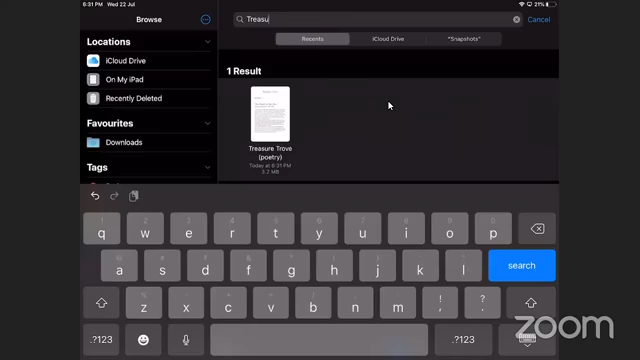 6:31 PM Wed 22 Jul
21%
Browse
Treasu
Cancel
Recents
iCloud Drive
"Snapshots"
Locations
iCloud Drive
On My iPad
Recently Deleted
Favourites
Downloads
Tags
1 Result
Treasure Trove
(poetry)
Today at 6:31 PM
3.2 MB
q w e r t y u i o p
a s d f g h j k l search
z x c v b n m ! , ? .
.?123 .?123
zoom